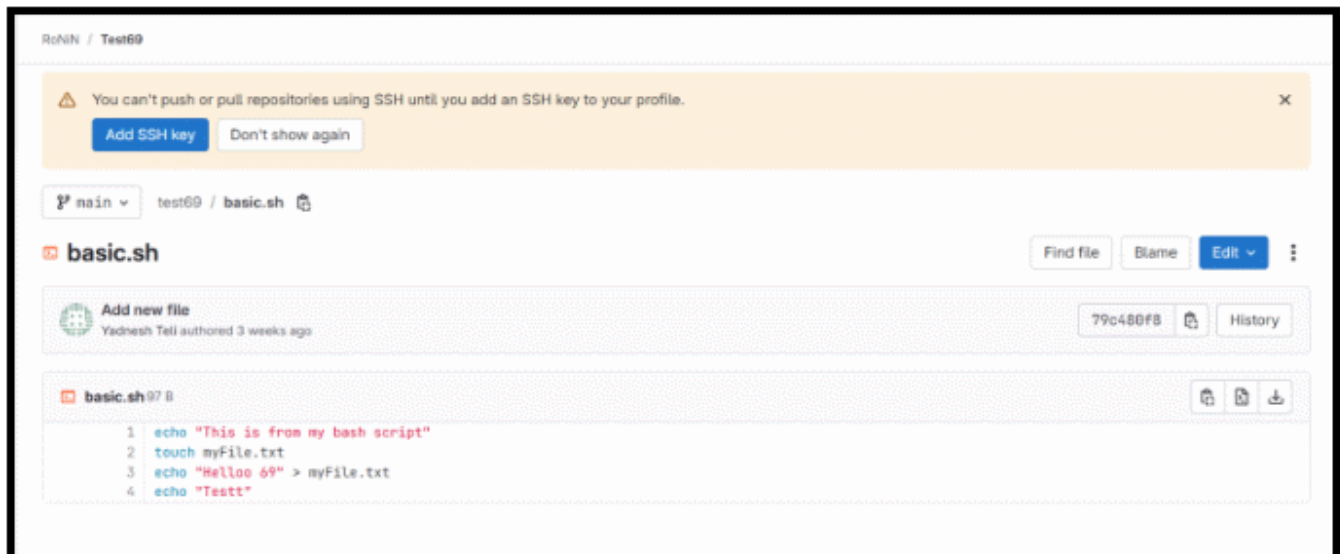 RoNiN / Test69
You can't push or pull repositories using SSH until you add an SSH key to your profile.
Add SSH key Don't show again
main test69 / basic.sh
basic.sh Find file Blame Edit
Add new file
Yadnesh Teli authored 3 weeks ago 79c480f8 History
basic.sh 97 B
1 echo "This is from my bash script"
2 touch myFile.txt
3 echo "Helloo 69" > myFile.txt
4 echo "Testt"